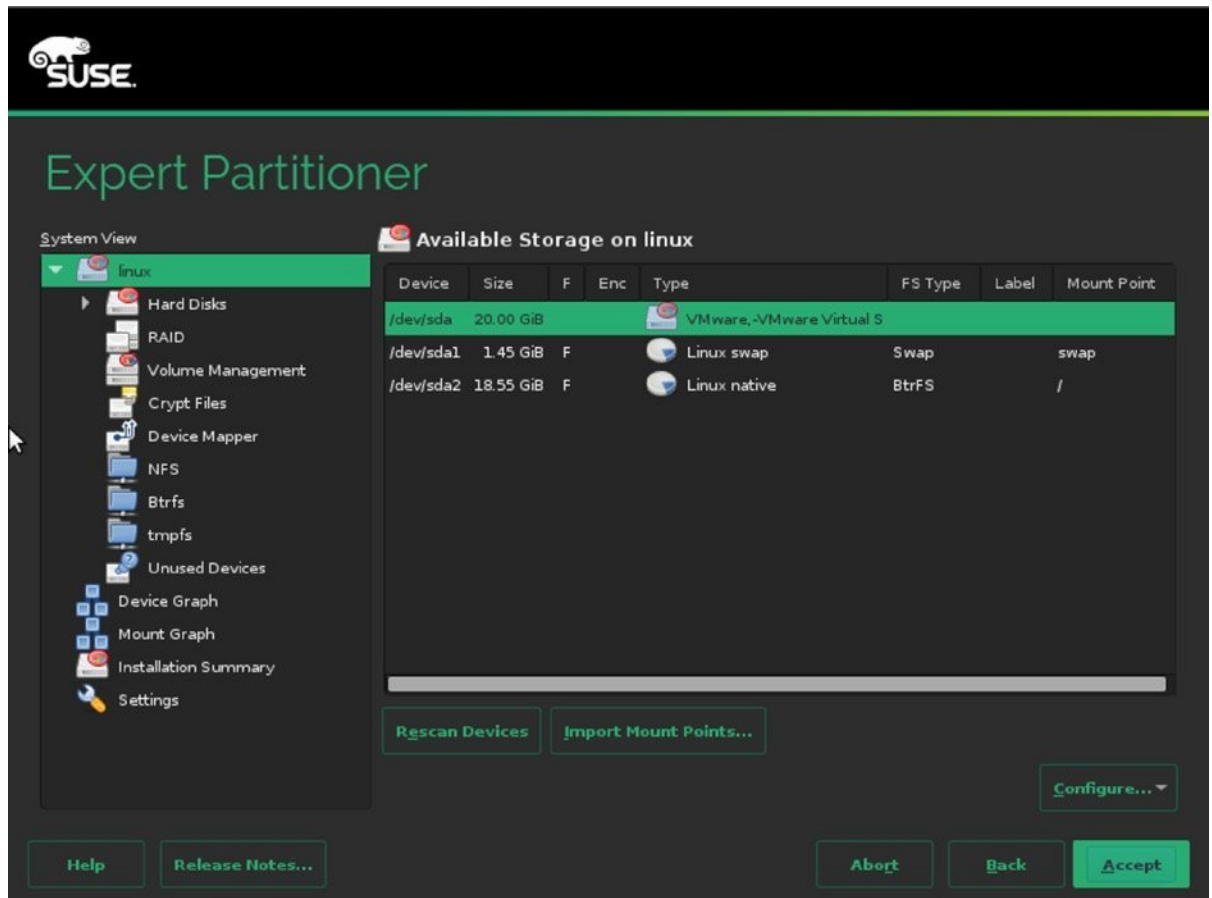 SUSE.
Expert Partitioner
System View
linux
Hard Disks
RAID
Volume Management
Crypt Files
Device Mapper
NFS
Btrfs
tmpfs
Unused Devices
Device Graph
Mount Graph
Installation Summary
Settings
Available Storage on linux
Device Size F Enc Type FS Type Label Mount Point
/dev/sda 20.00 GiB VMware,-VMware Virtual S
/dev/sda1 1.45 GiB F Linux swap Swap swap
/dev/sda2 18.55 GiB F Linux native BtrFS /
Rescan Devices Import Mount Points...
Configure...
Help Release Notes... Abort Back Accept